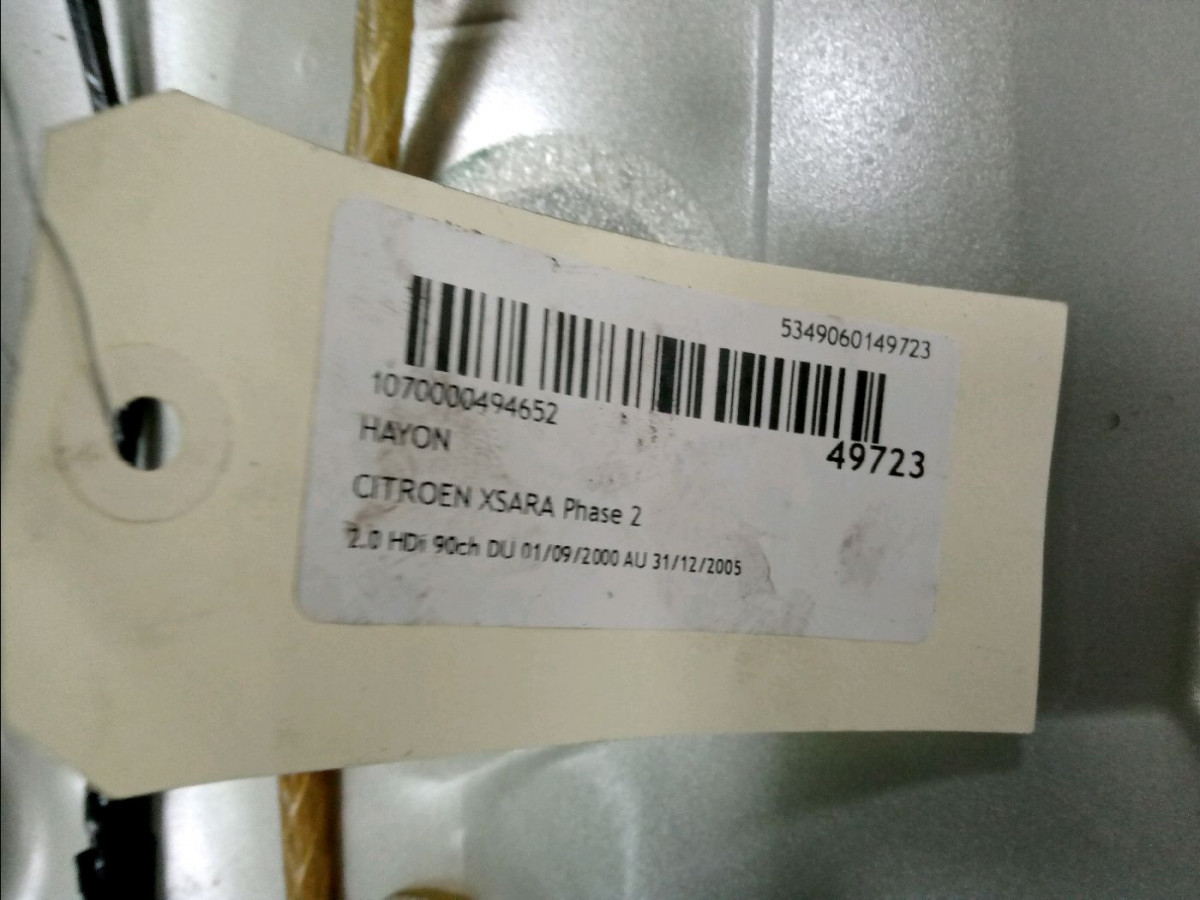 5349060149723
1070000494652
49723
HAYON
CITROEN XSARA Phase 2
2.0 HDi 90ch DU 01/09/2000 AU 31/12/2005